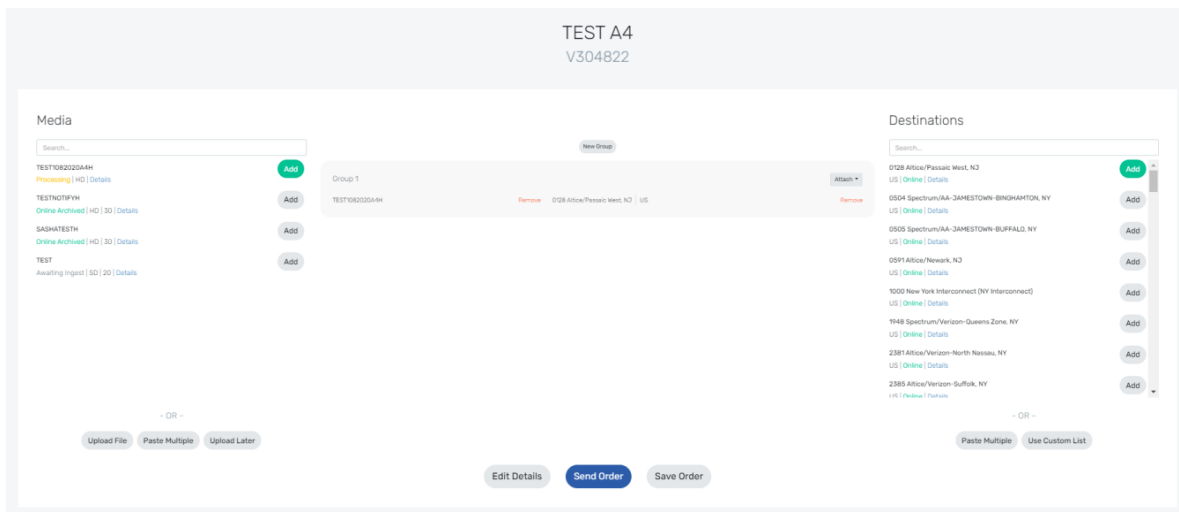 TEST A4
V304822
Media
Search...
TEST1082020A4H
Processing | HD | Details
Add
TESTNOTIFYH
Online Archived | HD | 30 | Details
Add
SASHATESTH
Online Archived | HD | 30 | Details
Add
TEST
Awaiting Ingest | SD | 20 | Details
Add
- OR -
Upload File Paste Multiple Upload Later
New Group
Group 1 Attach
TEST1082020A4H Remove 0128 Altice/Passaic West, NJ | US Remove
Destinations
Search...
0128 Altice/Passaic West, NJ
US | Online | Details
Add
0504 Spectrum/AA-JAMESTOWN-BINGHAMTON, NY
US | Online | Details
Add
0505 Spectrum/AA-JAMESTOWN-BUFFALO, NY
US | Online | Details
Add
0591 Altice/Newark, NJ
US | Online | Details
Add
1000 New York Interconnect (NY Interconnect)
US | Online | Details
Add
1948 Spectrum/Verizon-Queens Zone, NY
US | Online | Details
Add
2381 Altice/Verizon-North Nassau, NY
US | Online | Details
Add
2385 Altice/Verizon-Suffolk, NY
US | Online | Details
Add
- OR -
Paste Multiple Use Custom List
Edit Details Send Order Save Order